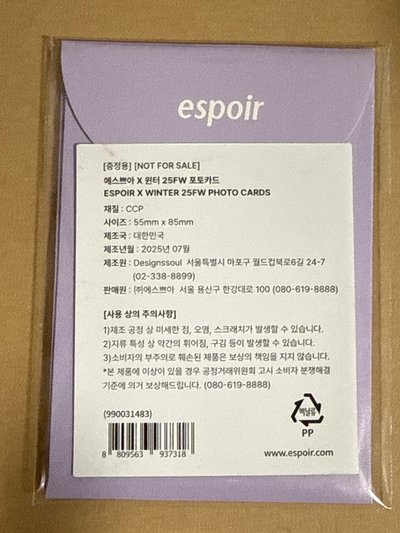 espoir
[증정용] [NOT FOR SALE]
에스쁘아 X 윈터 25FW 포토카드
ESPOIR X WINTER 25FW PHOTO CARDS
재질 : CCP
사이즈 : 55mm x 85mm
제조국 : 대한민국
제조년월 : 2025년 07월
제조원 : Designssoul 서울특별시 마포구 월드컵북로6길 24-7
(02-338-8899)
판매원 : ㈜에스쁘아 서울 용산구 한강대로 100 (080-619-8888)
[사용 상의 주의사항]
1)제조 공정 상 미세한 점, 오염, 스크래치가 발생할 수 있습니다.
2)지류 특성 상 약간의 휘어짐, 구김 등이 발생할 수 있습니다.
3)소비자의 부주의로 훼손된 제품은 보상의 책임을 지지 않습니다.
*본 제품에 이상이 있을 경우 공정거래위원회 고시 소비자 분쟁해결
기준에 의거 보상해드립니다. (080-619-8888)
(990031483)
8 809563 937318
비닐류
PP
www.espoir.com